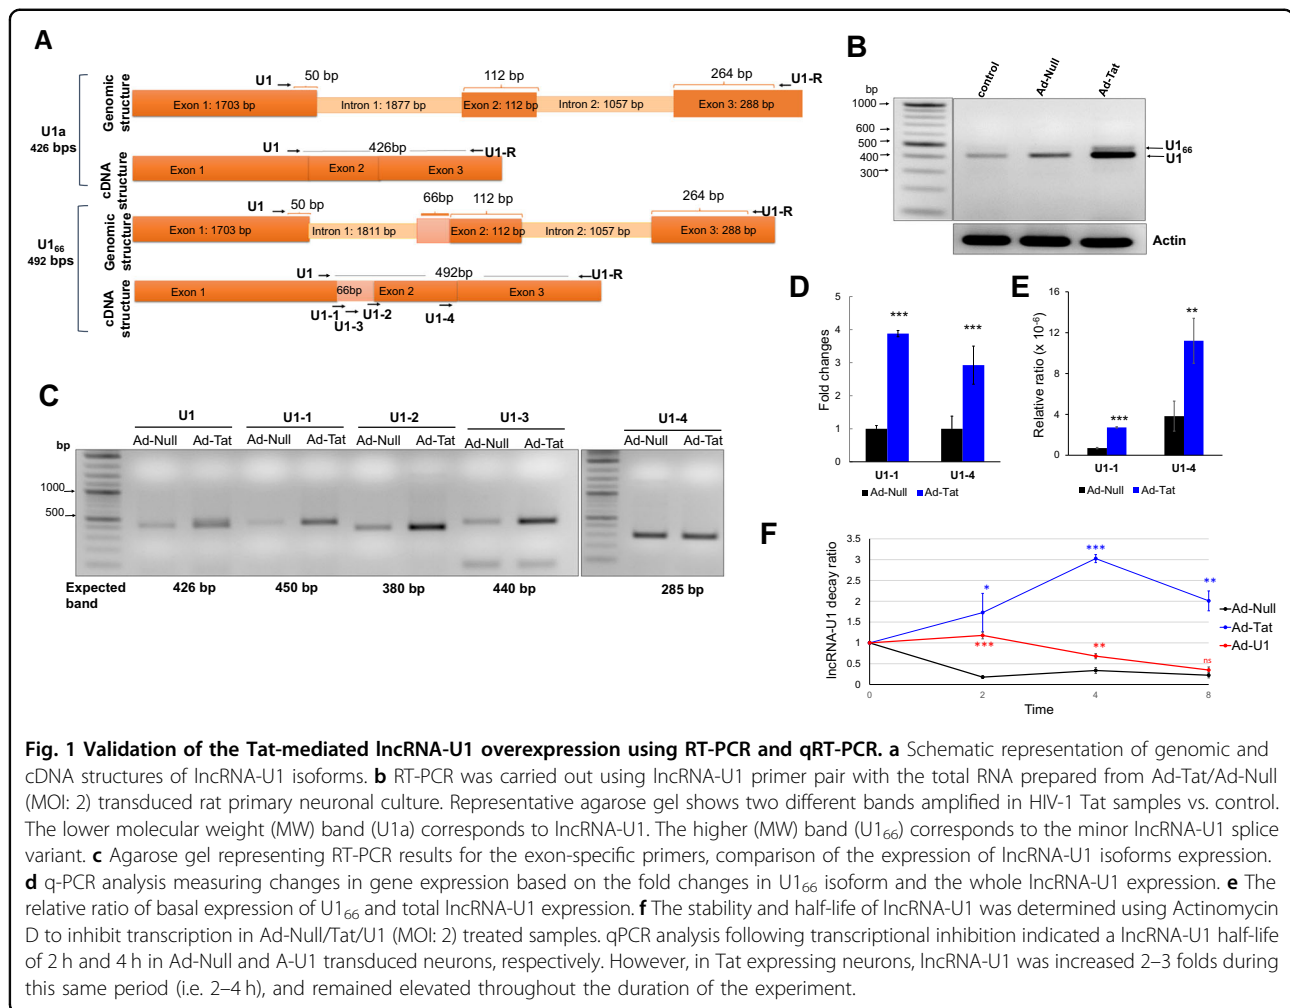 A
U1
50 bp
112 bp
264 bp
U1-R
Genomic structure
Exon 1: 1703 bp
Intron 1: 1877 bp
Exon 2: 112 bp
Intron 2: 1057 bp
Exon 3: 288 bp
U1a
426 bps
U1
426bp
U1-R
cDNA structure
Exon 1
Exon 2
Exon 3
U1
50 bp
66bp
112 bp
264 bp
U1-R
Genomic structure
Exon 1: 1703 bp
Intron 1: 1811 bp
Exon 2: 112 bp
Intron 2: 1057 bp
Exon 3: 288 bp
U1₆₆
492 bps
U1
492bp
U1-R
cDNA structure
Exon 1
66bp
Exon 2
Exon 3
U1-1
U1-3
U1-2
U1-4
B
control
Ad-Null
Ad-Tat
bp
1000
600
500
400
300
U1₆₆
U1
Actin
C
U1
U1-1
U1-2
U1-3
U1-4
Ad-Null Ad-Tat
Ad-Null Ad-Tat
Ad-Null Ad-Tat
Ad-Null Ad-Tat
Ad-Null Ad-Tat
bp
1000
500
Expected band
426 bp
450 bp
380 bp
440 bp
285 bp
D
Fold changes
6
5
4
3
2
1
0
***
***
U1-1
U1-4
Ad-Null
Ad-Tat
E
Relative ratio (x 10⁻⁶)
16
12
8
4
0
***
**
U1-1
U1-4
Ad-Null
Ad-Tat
F
lncRNA-U1 decay ratio
3.5
3
2.5
2
1.5
1
0.5
0
*
***
**
***
**
ns
0
2
4
8
Time
Ad-Null
Ad-Tat
Ad-U1
Fig. 1 Validation of the Tat-mediated lncRNA-U1 overexpression using RT-PCR and qRT-PCR. a Schematic representation of genomic and
cDNA structures of lncRNA-U1 isoforms. b RT-PCR was carried out using lncRNA-U1 primer pair with the total RNA prepared from Ad-Tat/Ad-Null
(MOI: 2) transduced rat primary neuronal culture. Representative agarose gel shows two different bands amplified in HIV-1 Tat samples vs. control.
The lower molecular weight (MW) band (U1a) corresponds to lncRNA-U1. The higher (MW) band (U1₆₆) corresponds to the minor lncRNA-U1 splice
variant. c Agarose gel representing RT-PCR results for the exon-specific primers, comparison of the expression of lncRNA-U1 isoforms expression.
d q-PCR analysis measuring changes in gene expression based on the fold changes in U1₆₆ isoform and the whole lncRNA-U1 expression. e The
relative ratio of basal expression of U1₆₆ and total lncRNA-U1 expression. f The stability and half-life of lncRNA-U1 was determined using Actinomycin
D to inhibit transcription in Ad-Null/Tat/U1 (MOI: 2) treated samples. qPCR analysis following transcriptional inhibition indicated a lncRNA-U1 half-life
of 2 h and 4 h in Ad-Null and A-U1 transduced neurons, respectively. However, in Tat expressing neurons, lncRNA-U1 was increased 2–3 folds during
this same period (i.e. 2–4 h), and remained elevated throughout the duration of the experiment.